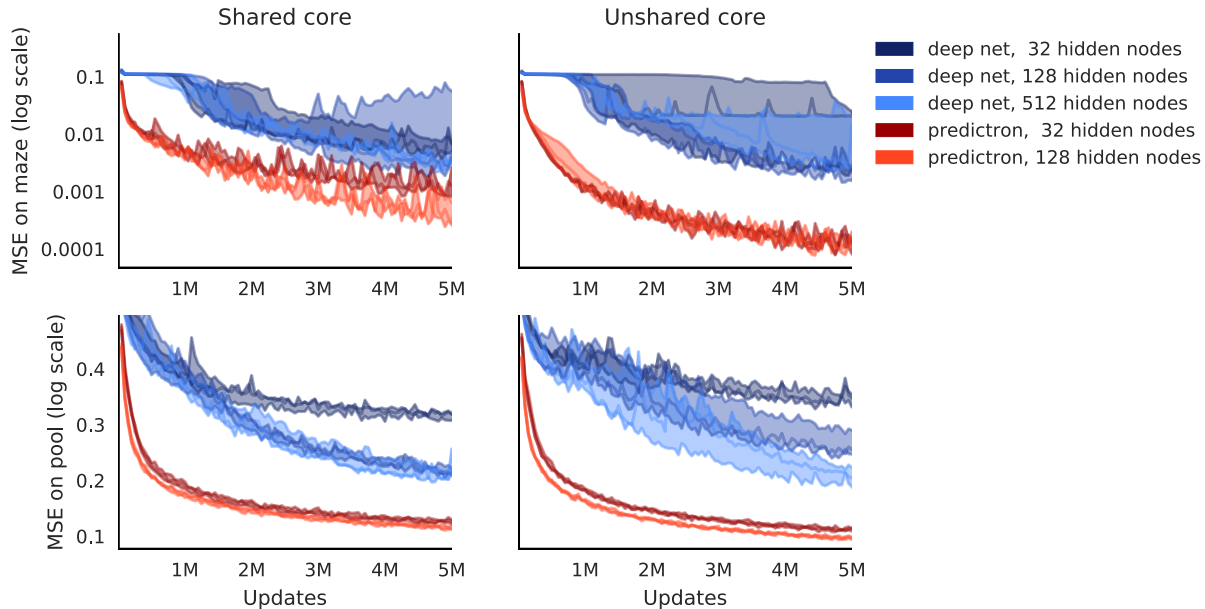 Shared core
Unshared core
MSE on maze (log scale)
0.1
0.01
0.001
0.0001
1M 2M 3M 4M 5M
1M 2M 3M 4M 5M
deep net, 32 hidden nodes
deep net, 128 hidden nodes
deep net, 512 hidden nodes
predictron, 32 hidden nodes
predictron, 128 hidden nodes
MSE on pool (log scale)
0.4
0.3
0.2
0.1
1M 2M 3M 4M 5M
1M 2M 3M 4M 5M
Updates
Updates